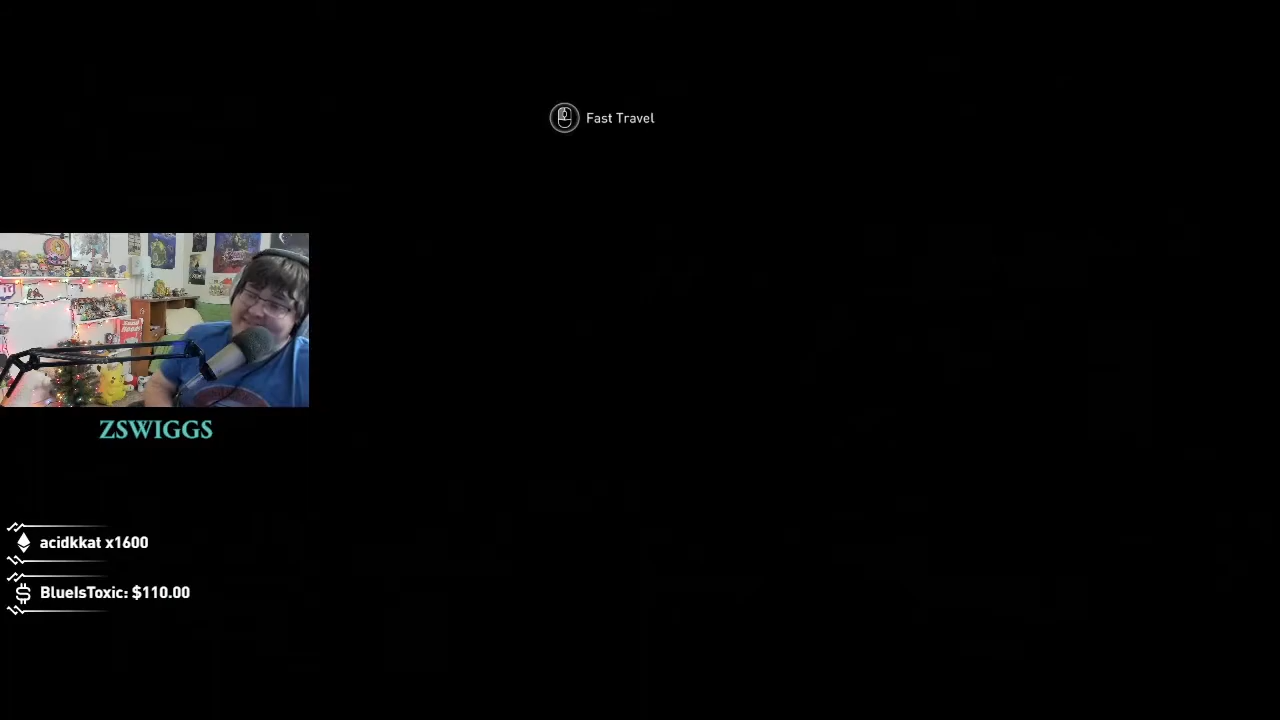 Fast Travel
ZSWIGGS
acidkkat x1600
BlueIsToxic: $110.00